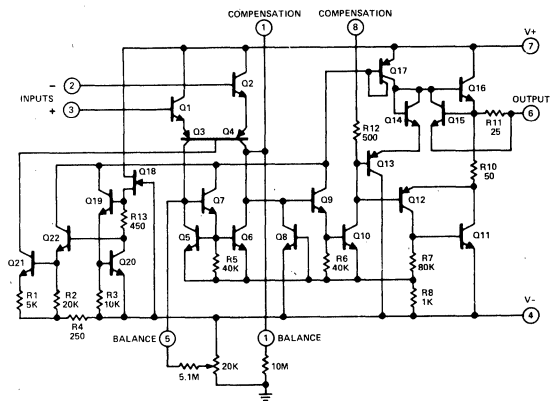 COMPENSATION COMPENSATION
1 8
V+
7
Q17
Q2
Q16
− 2
INPUTS
+ 3
Q1
Q14 Q15
R11
25
OUTPUT
6
Q3 Q4
R12
500
Q13
R10
50
Q18
Q19
R13
450
Q7
Q9
Q12
Q22
Q5 Q6 Q8 Q10 Q11
Q21 Q20
R5
40K
R6
40K
R7
80K
R1
5K
R2
20K
R3
10K
R8
1K
R4
250
V−
4
BALANCE 5
1 BALANCE
20K
10M
5.1M